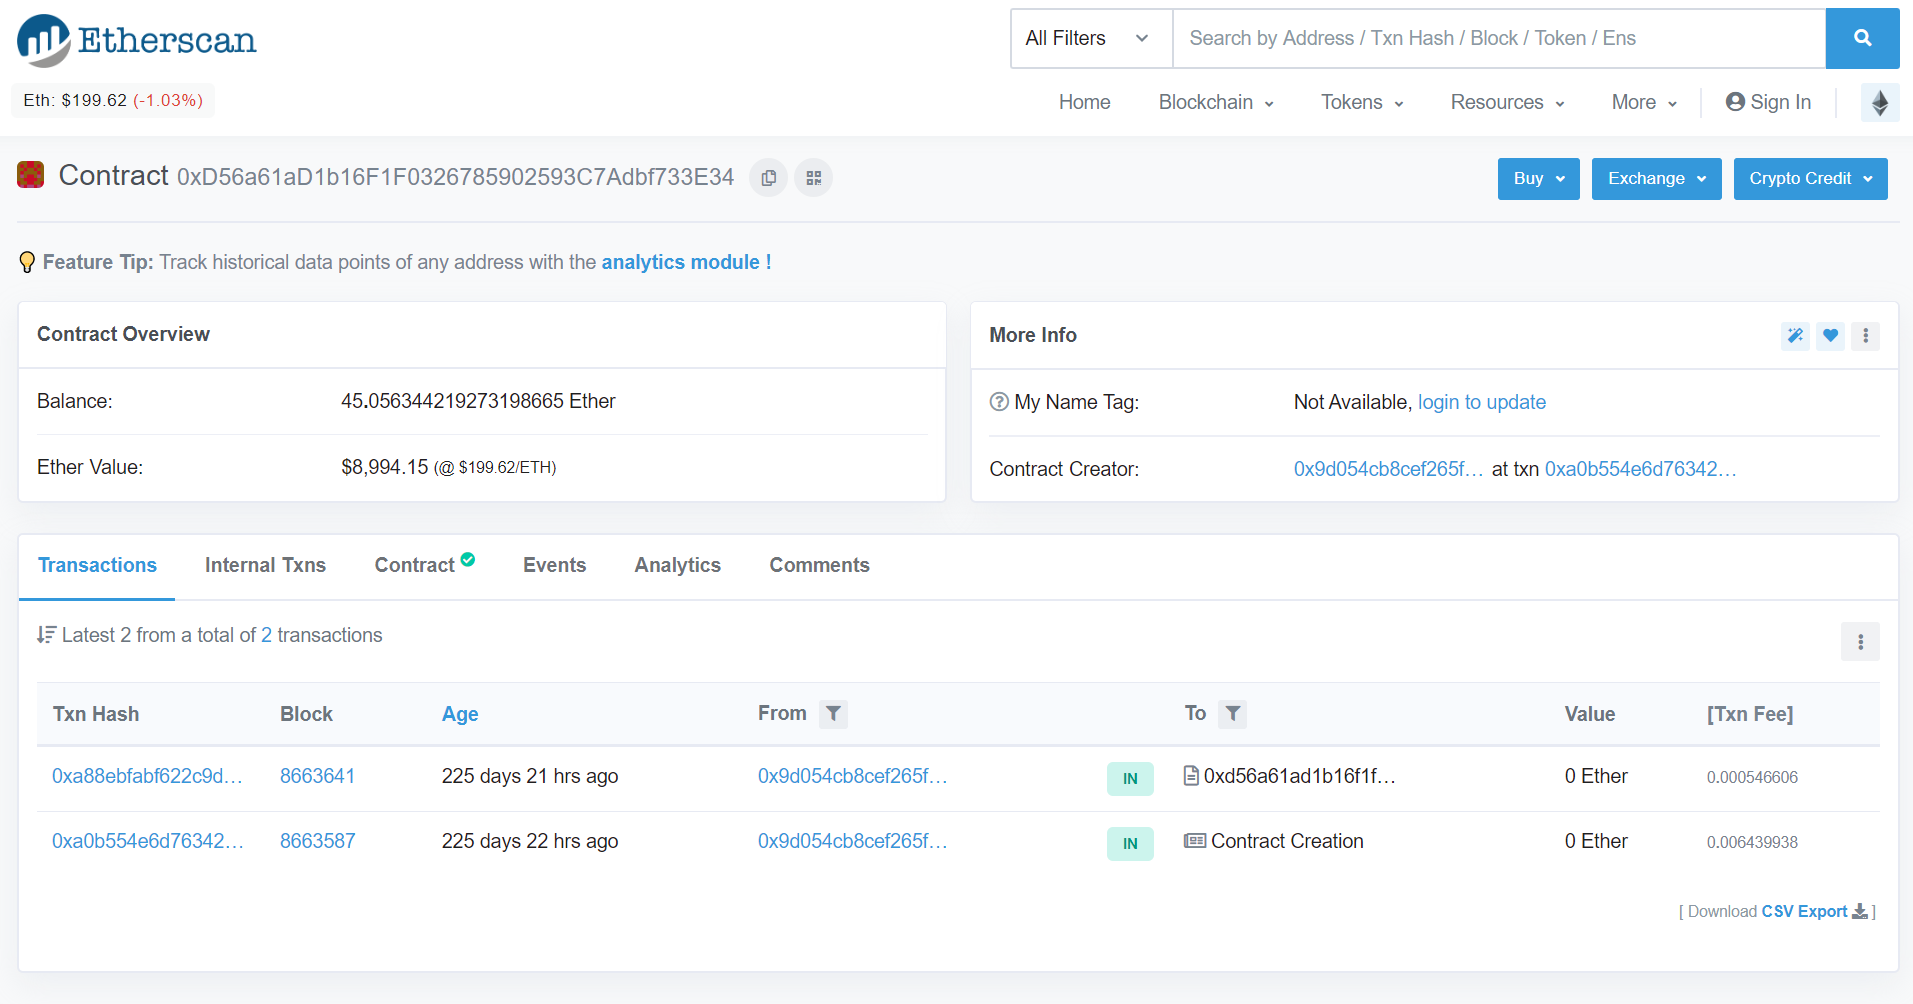 Etherscan
All Filters
Search by Address / Txn Hash / Block / Token / Ens
Eth: $199.62 (-1.03%)
Home Blockchain Tokens Resources More Sign In
Contract 0xD56a61aD1b16F1F0326785902593C7Adbf733E34
Buy Exchange Crypto Credit
Feature Tip: Track historical data points of any address with the analytics module !
Contract Overview
Balance: 45.056344219273198665 Ether
Ether Value: $8,994.15 (@ $199.62/ETH)
More Info
My Name Tag: Not Available, login to update
Contract Creator: 0x9d054cb8cef265f... at txn 0xa0b554e6d76342...
Transactions Internal Txns Contract Events Analytics Comments
Latest 2 from a total of 2 transactions
Txn Hash Block Age From To Value [Txn Fee]
0xa88ebfabf622c9d... 8663641 225 days 21 hrs ago 0x9d054cb8cef265f... IN 0xd56a61ad1b16f1f... 0 Ether 0.000546606
0xa0b554e6d76342... 8663587 225 days 22 hrs ago 0x9d054cb8cef265f... IN Contract Creation 0 Ether 0.006439938
[ Download CSV Export ]